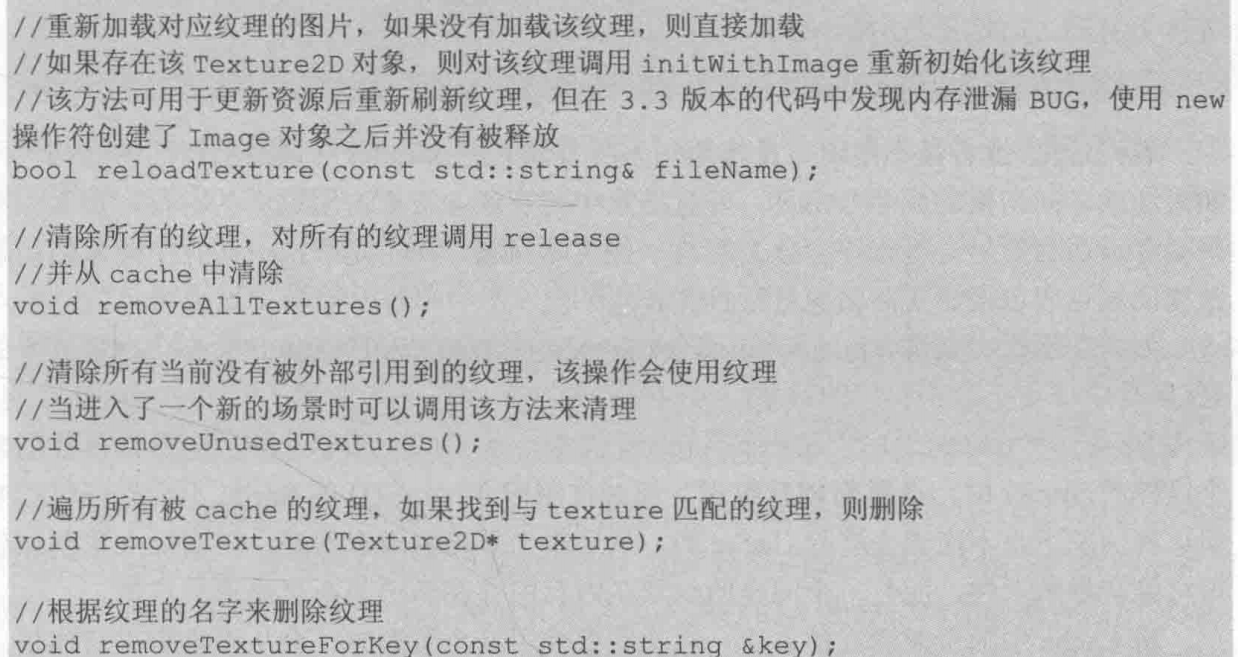 //重新加载对应纹理的图片，如果没有加载该纹理，则直接加载
//如果存在该 Texture2D 对象，则对该纹理调用 initWithImage 重新初始化该纹理
//该方法可用于更新资源后重新刷新纹理，但在 3.3 版本的代码中发现内存泄漏 BUG，使用 new
操作符创建了 Image 对象之后并没有被释放
bool reloadTexture(const std::string& fileName);
//清除所有的纹理，对所有的纹理调用 release
//并从 cache 中清除
void removeAllTextures();
//清除所有当前没有被外部引用到的纹理，该操作会使用纹理
//当进入了一个新的场景时可以调用该方法来清理
void removeUnusedTextures();
//遍历所有被 cache 的纹理，如果找到与 texture 匹配的纹理，则删除
void removeTexture(Texture2D* texture);
//根据纹理的名字来删除纹理
void removeTextureForKey(const std::string &key);